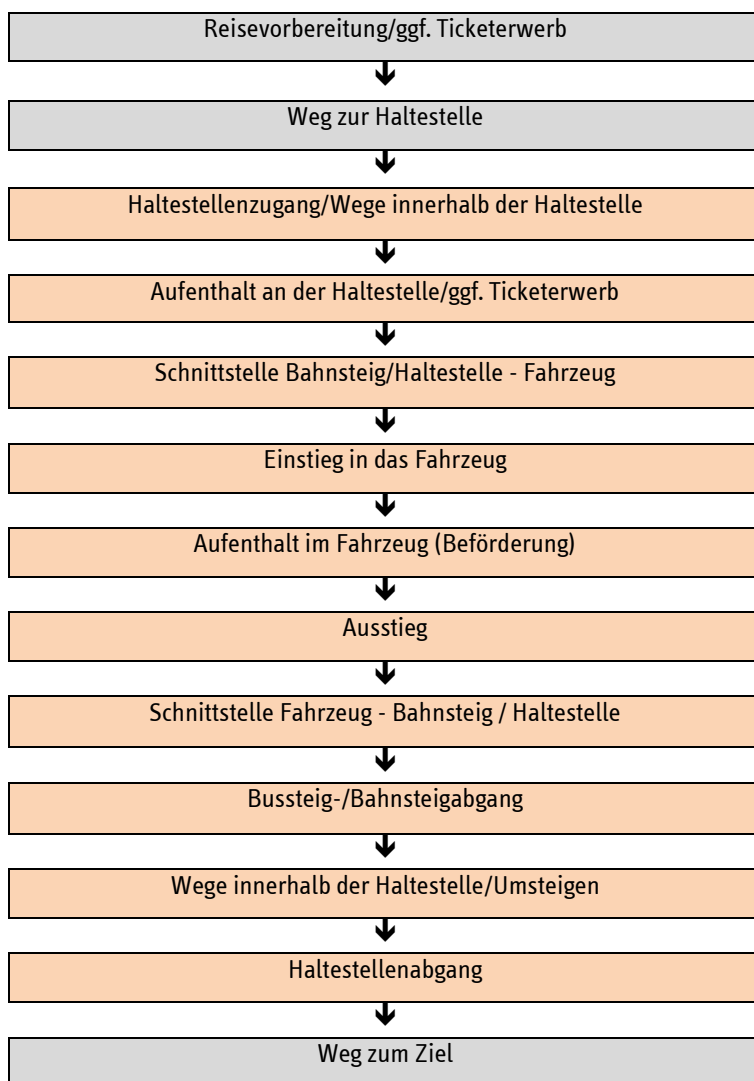 Reisevorbereitung/ggf. Ticketerwerb
Weg zur Haltestelle
Haltestellenzugang/Wege innerhalb der Haltestelle
Aufenthalt an der Haltestelle/ggf. Ticketerwerb
Schnittstelle Bahnsteig/Haltestelle - Fahrzeug
Einstieg in das Fahrzeug
Aufenthalt im Fahrzeug (Beförderung)
Ausstieg
Schnittstelle Fahrzeug - Bahnsteig / Haltestelle
Bussteig-/Bahnsteigabgang
Wege innerhalb der Haltestelle/Umsteigen
Haltestellenabgang
Weg zum Ziel